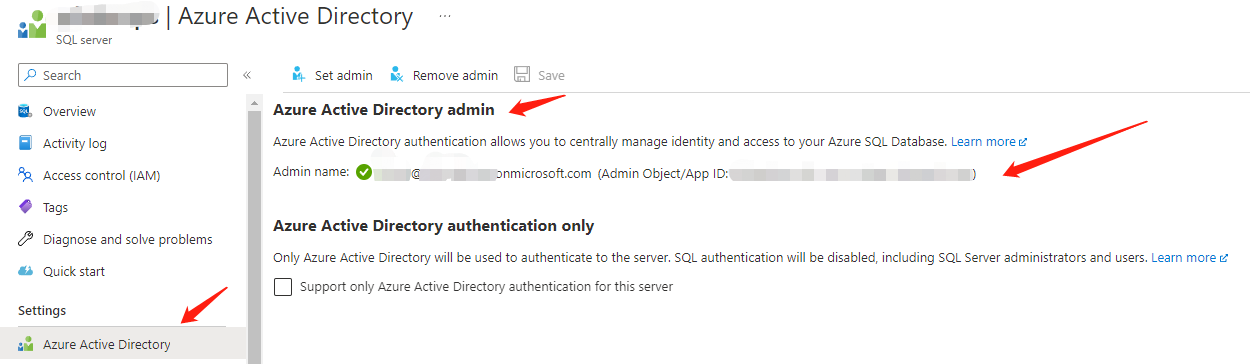 | Azure Active Directory ...
SQL server
Search «
Set admin Remove admin Save
Overview
Activity log
Access control (IAM)
Tags
Diagnose and solve problems
Quick start
Settings
Azure Active Directory
Azure Active Directory admin
Azure Active Directory authentication allows you to centrally manage identity and access to your Azure SQL Database. Learn more
Admin name: @ onmicrosoft.com (Admin Object/App ID: )
Azure Active Directory authentication only
Only Azure Active Directory will be used to authenticate to the server. SQL authentication will be disabled, including SQL Server administrators and users. Learn more
Support only Azure Active Directory authentication for this server